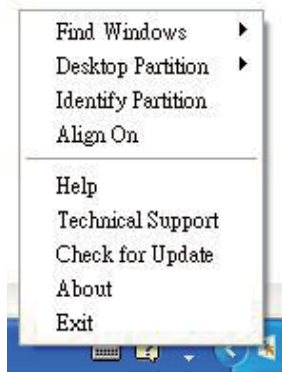 Find Windows
Desktop Partition
Identify Partition
Align On
Help
Technical Support
Check for Update
About
Exit